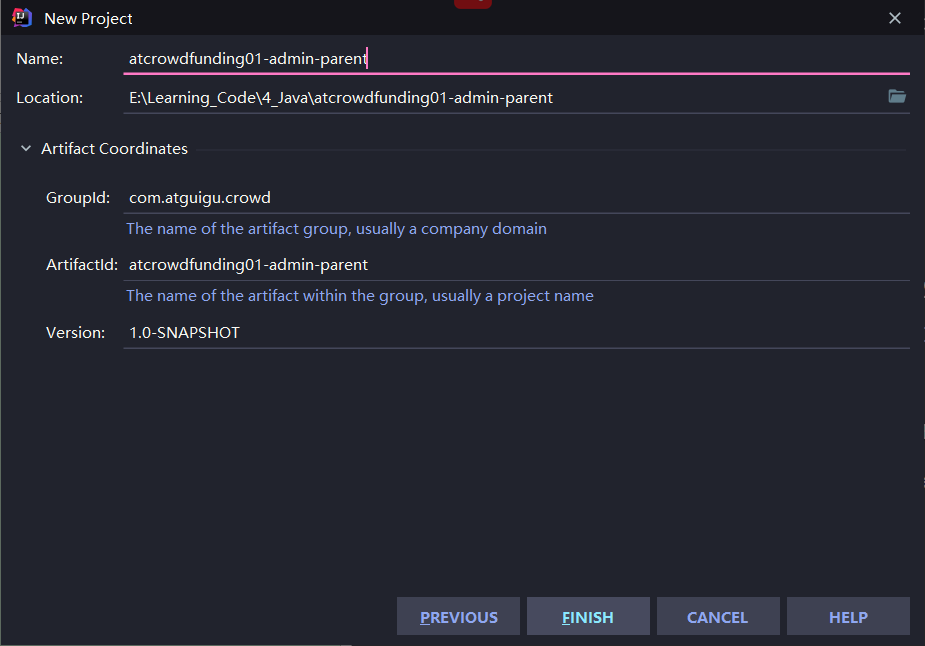 New Project
Name: atcrowdfunding01-admin-parent
Location: E:\Learning_Code\4_Java\atcrowdfunding01-admin-parent
Artifact Coordinates
GroupId: com.atguigu.crowd
The name of the artifact group, usually a company domain
ArtifactId: atcrowdfunding01-admin-parent
The name of the artifact within the group, usually a project name
Version: 1.0-SNAPSHOT
PREVIOUS FINISH CANCEL HELP